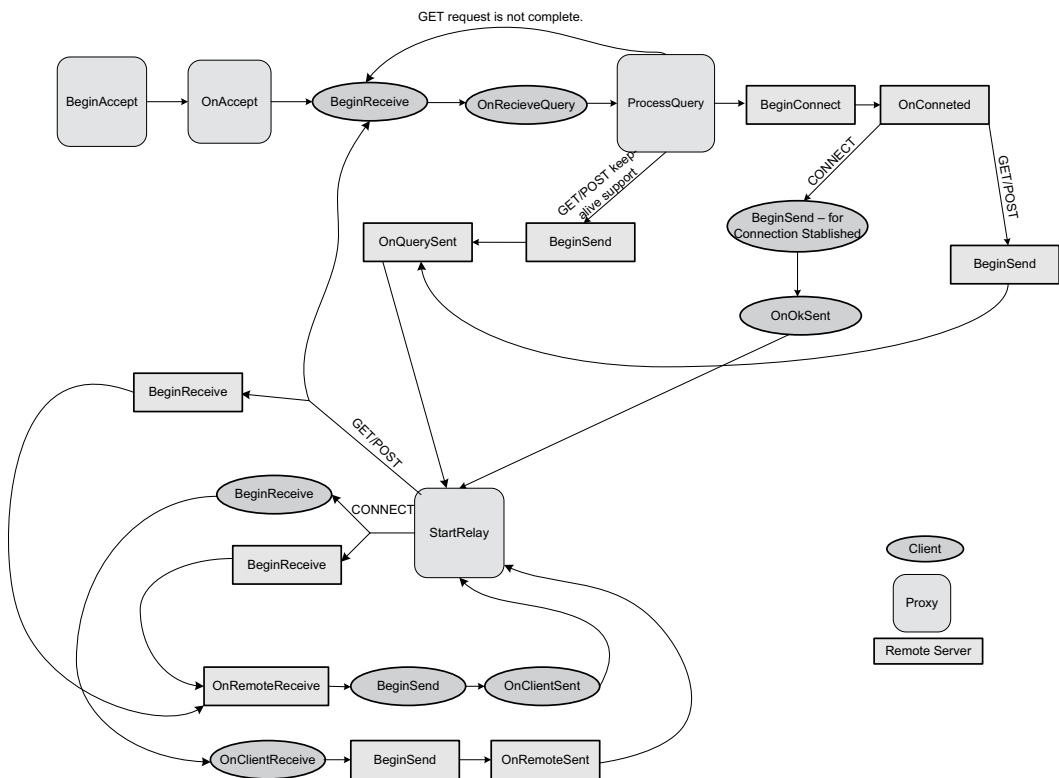 GET request is not complete.
BeginAccept
OnAccept
BeginReceive
OnRecieveQuery
ProcessQuery
BeginConnect
OnConneted
GET/POST keep-
alive support
CONNECT
GET/POST
BeginSend – for
Connection Stablished
OnQuerySent
BeginSend
BeginSend
OnOkSent
BeginReceive
GET/POST
BeginReceive
CONNECT
StartRelay
BeginReceive
Client
Proxy
Remote Server
OnRemoteReceive
BeginSend
OnClientSent
OnClientReceive
BeginSend
OnRemoteSent